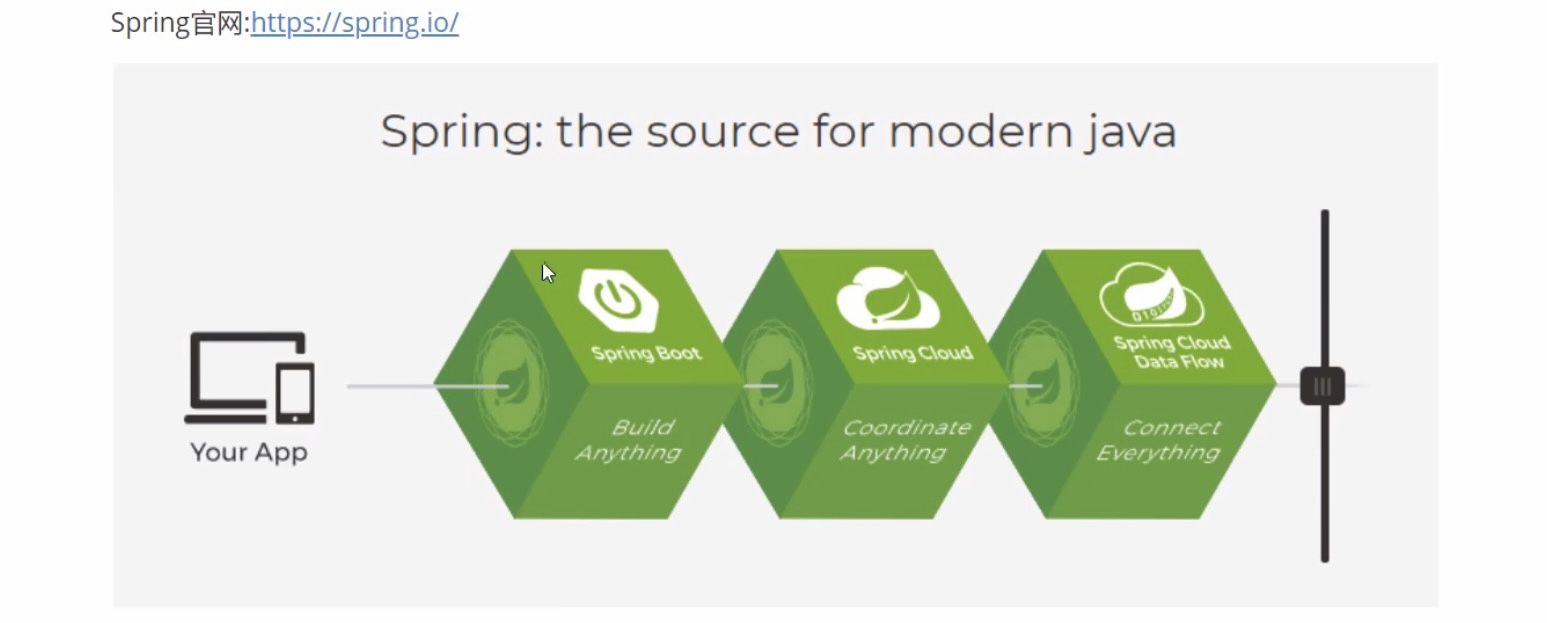 Spring官网:https://spring.io/
Spring: the source for modern java
Your App
Spring Boot
Build
Anything
Spring Cloud
Coordinate
Anything
Spring Cloud
Data Flow
Connect
Everything